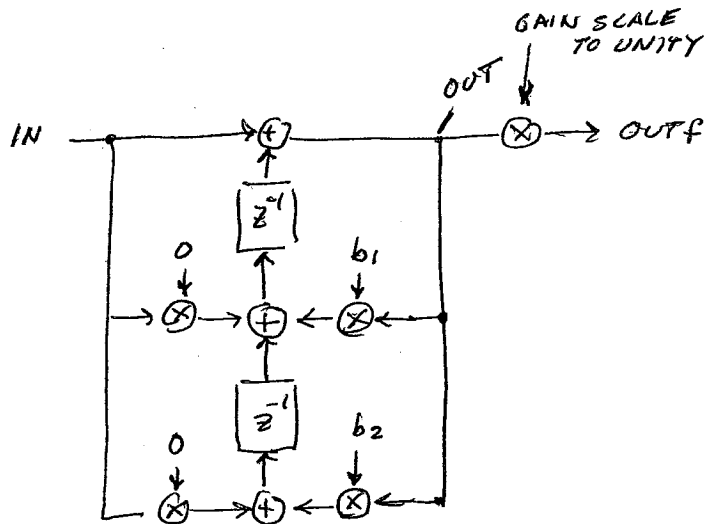 GAIN SCALE
TO UNITY
OUT
IN
+
×
OUTf
z⁻¹
0
b₁
×
+
×
z⁻¹
0
b₂
×
+
×